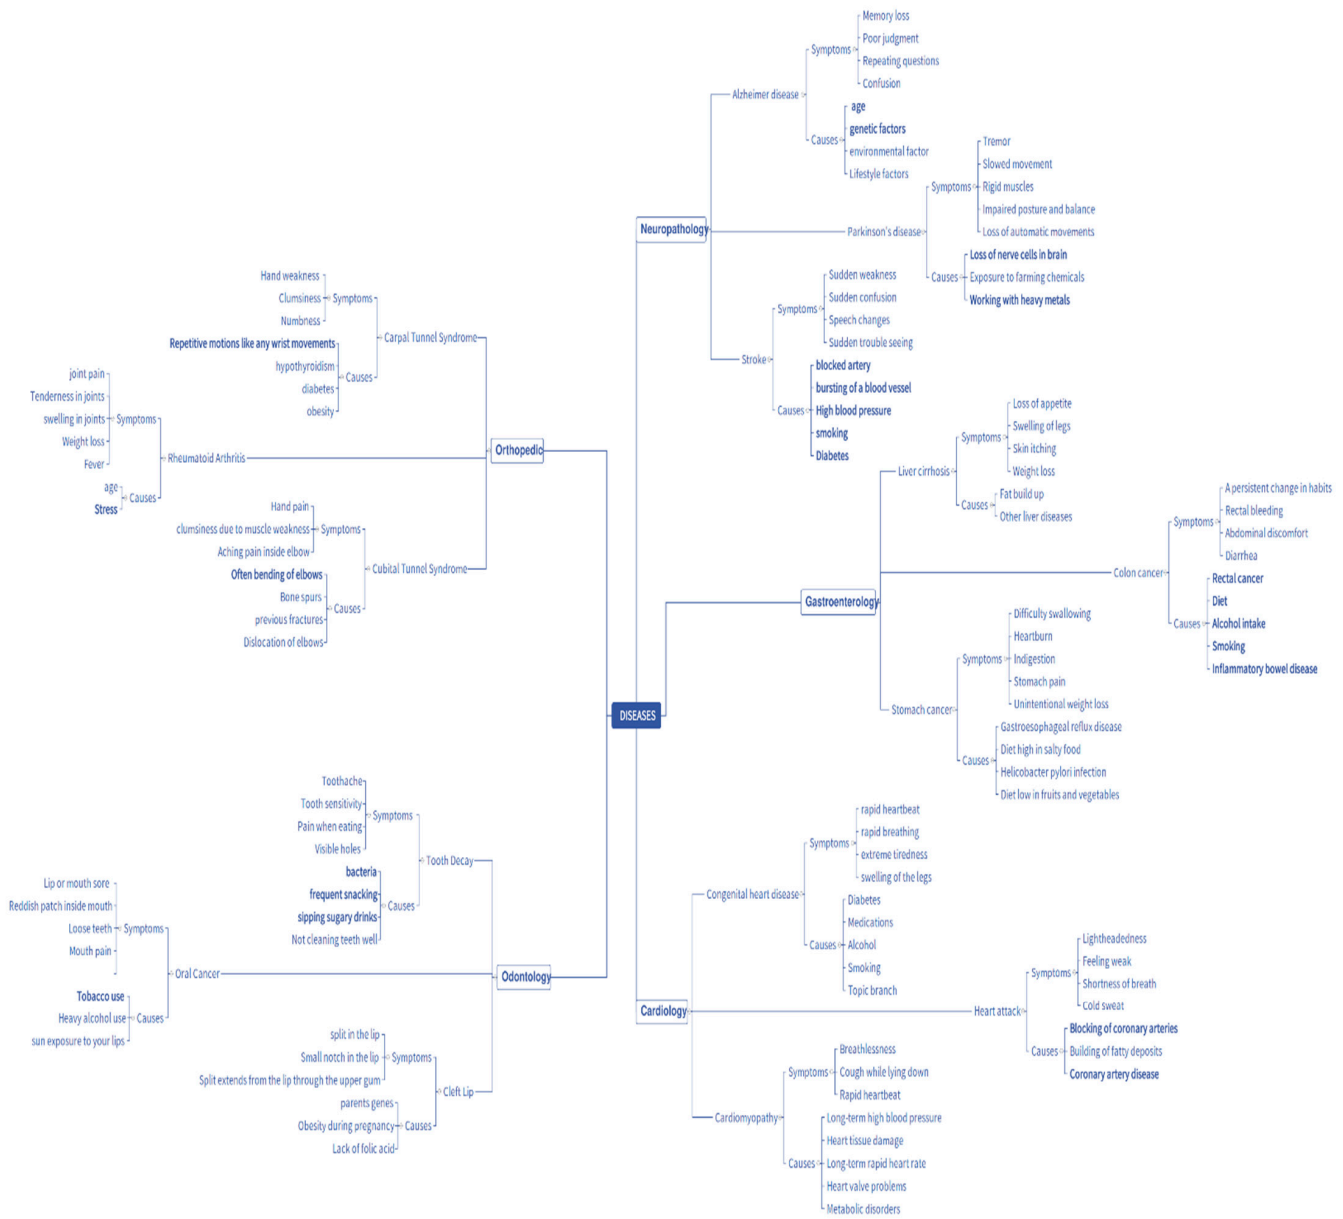 DISEASES
Neuropathology
Alzheimer disease
Symptoms
Memory loss
Poor judgment
Repeating questions
Confusion
Causes
age
genetic factors
environmental factor
Lifestyle factors
Parkinson's disease
Symptoms
Tremor
Slowed movement
Rigid muscles
Impaired posture and balance
Loss of automatic movements
Causes
Loss of nerve cells in brain
Exposure to farming chemicals
Working with heavy metals
Stroke
Symptoms
Sudden weakness
Sudden confusion
Speech changes
Sudden trouble seeing
Causes
blocked artery
bursting of a blood vessel
High blood pressure
smoking
Diabetes
Gastroenterology
Liver cirrhosis
Symptoms
Loss of appetite
Swelling of legs
Skin itching
Weight loss
Causes
Fat build up
Other liver diseases
Colon cancer
Symptoms
A persistent change in habits
Rectal bleeding
Abdominal discomfort
Diarrhea
Causes
Rectal cancer
Diet
Alcohol intake
Smoking
Inflammatory bowel disease
Stomach cancer
Symptoms
Difficulty swallowing
Heartburn
Indigestion
Stomach pain
Unintentional weight loss
Causes
Gastroesophageal reflux disease
Diet high in salty food
Helicobacter pylori infection
Diet low in fruits and vegetables
Cardiology
Congenital heart disease
Symptoms
rapid heartbeat
rapid breathing
extreme tiredness
swelling of the legs
Causes
Diabetes
Medications
Alcohol
Smoking
Topic branch
Heart attack
Symptoms
Lightheadedness
Feeling weak
Shortness of breath
Cold sweat
Causes
Blocking of coronary arteries
Building of fatty deposits
Coronary artery disease
Cardiomyopathy
Symptoms
Breathlessness
Cough while lying down
Rapid heartbeat
Causes
Long-term high blood pressure
Heart tissue damage
Long-term rapid heart rate
Heart valve problems
Metabolic disorders
Orthopedic
Carpal Tunnel Syndrome
Symptoms
Hand weakness
Clumsiness
Numbness
Causes
Repetitive motions like any wrist movements
hypothyroidism
diabetes
obesity
Rheumatoid Arthritis
Symptoms
joint pain
Tenderness in joints
swelling in joints
Weight loss
Fever
Causes
age
Stress
Cubital Tunnel Syndrome
Symptoms
Hand pain
clumsiness due to muscle weakness
Aching pain inside elbow
Causes
Often bending of elbows
Bone spurs
previous fractures
Dislocation of elbows
Odontology
Tooth Decay
Symptoms
Toothache
Tooth sensitivity
Pain when eating
Visible holes
Causes
bacteria
frequent snacking
sipping sugary drinks
Not cleaning teeth well
Oral Cancer
Symptoms
Lip or mouth sore
Reddish patch inside mouth
Loose teeth
Mouth pain
Causes
Tobacco use
Heavy alcohol use
sun exposure to your lips
Cleft Lip
Symptoms
split in the lip
Small notch in the lip
Split extends from the lip through the upper gum
Causes
parents genes
Obesity during pregnancy
Lack of folic acid